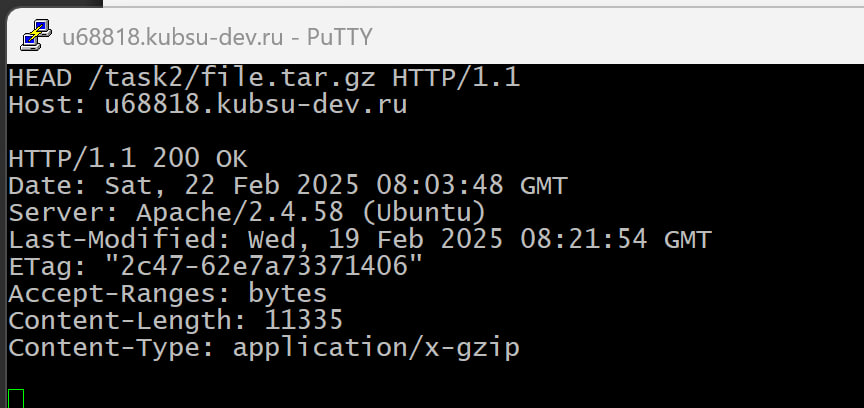 u68818.kubsu-dev.ru - PuTTY
HEAD /task2/file.tar.gz HTTP/1.1
Host: u68818.kubsu-dev.ru

HTTP/1.1 200 OK
Date: Sat, 22 Feb 2025 08:03:48 GMT
Server: Apache/2.4.58 (Ubuntu)
Last-Modified: Wed, 19 Feb 2025 08:21:54 GMT
ETag: "2c47-62e7a73371406"
Accept-Ranges: bytes
Content-Length: 11335
Content-Type: application/x-gzip